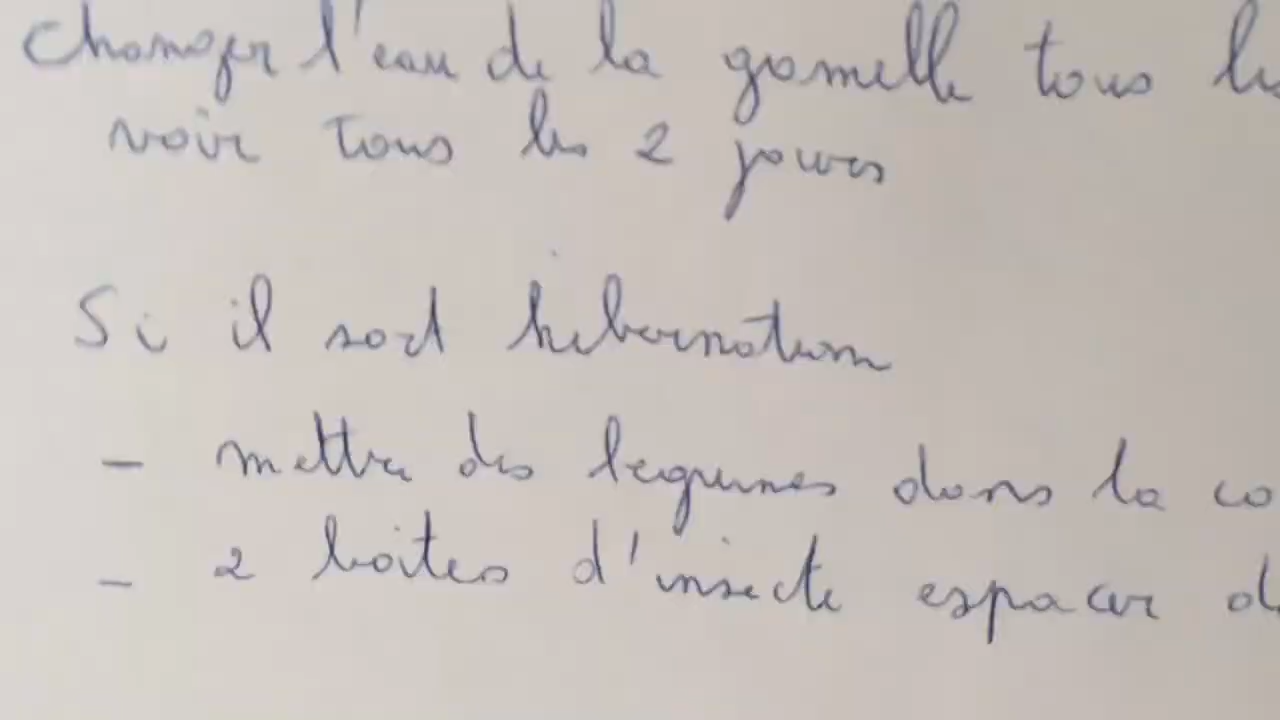 Changer l'eau de la gamelle tous les
voir tous les 2 jours
Si il sort hibernation
- mettre des legumes dans la co
- 2 boites d'insecte espacer d